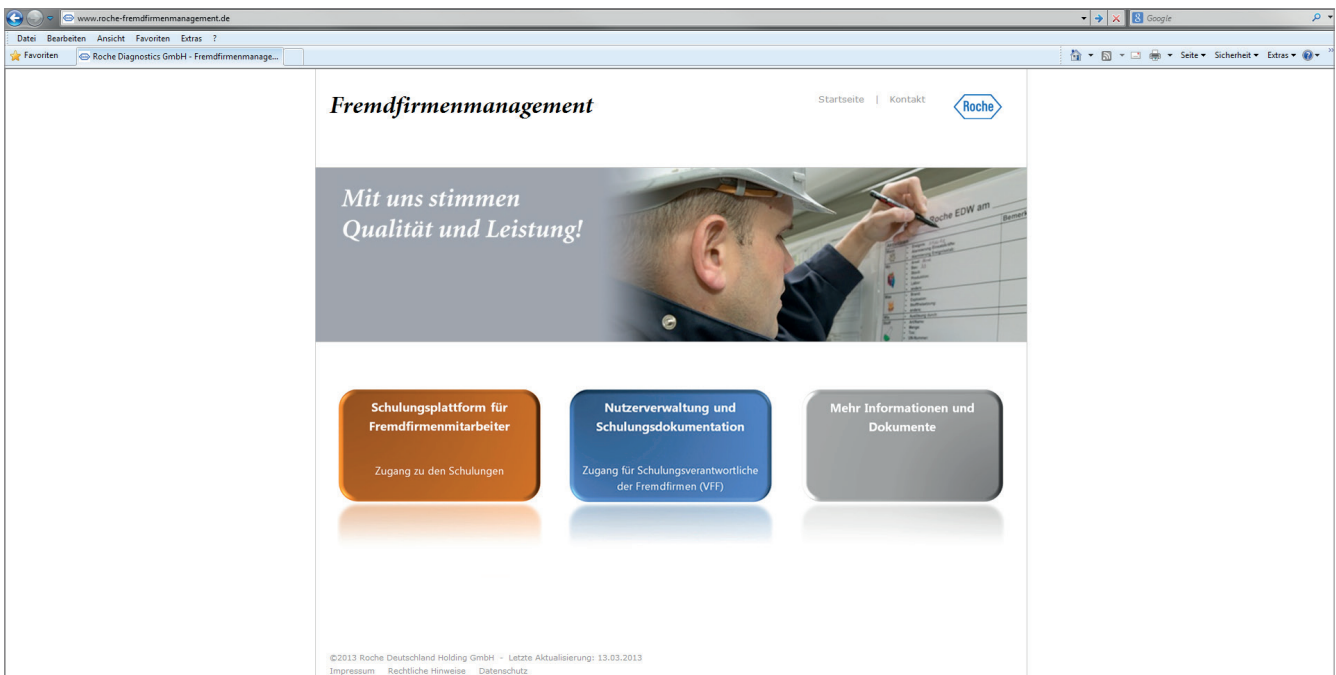 www.roche-fremdfirmenmanagement.de
Google
Datei Bearbeiten Ansicht Favoriten Extras ?
Favoriten
Roche Diagnostics GmbH - Fremdfirmenmanage...
Seite Sicherheit Extras
Fremdfirmenmanagement
Startseite | Kontakt
Roche
Mit uns stimmen
Qualität und Leistung!
Roche EDW am
Schulungsplattform für
Fremdfirmenmitarbeiter
Zugang zu den Schulungen
Nutzerverwaltung und
Schulungsdokumentation
Zugang für Schulungsverantwortliche
der Fremdfirmen (VFF)
Mehr Informationen und
Dokumente
©2013 Roche Deutschland Holding GmbH - Letzte Aktualisierung: 13.03.2013
Impressum Rechtliche Hinweise Datenschutz